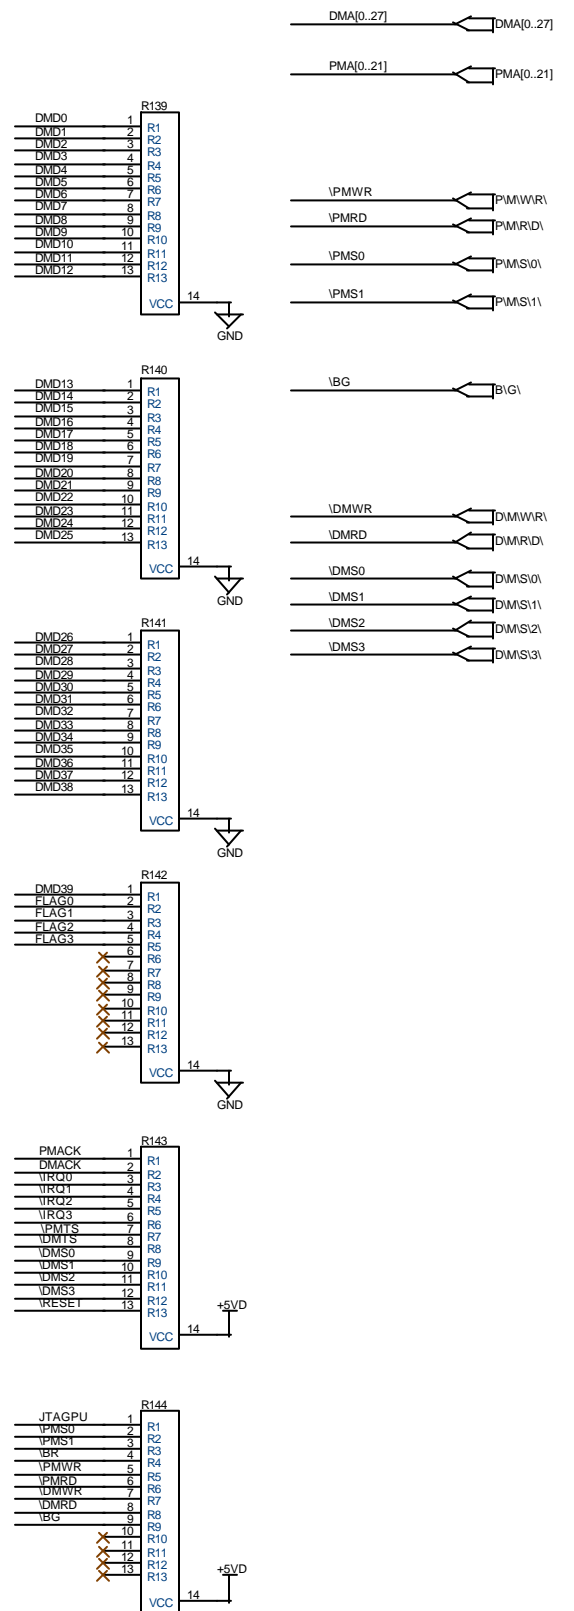 DMA[0..27] DMA[0..27]
PMA[0..21] PMA[0..21]
R139
DMD0 1 R1
DMD1 2 R2
DMD2 3 R3
DMD3 4 R4
DMD4 5 R5
DMD5 6 R6
DMD6 7 R7
DMD7 8 R8
DMD8 9 R9
DMD9 10 R10
DMD10 11 R11
DMD11 12 R12
DMD12 13 R13
VCC 14
GND
\PMWR P\M\W\R\
\PMRD P\M\R\D\
\PMS0 P\M\S\0\
\PMS1 P\M\S\1\
R140
DMD13 1 R1
DMD14 2 R2
DMD15 3 R3
DMD16 4 R4
DMD17 5 R5
DMD18 6 R6
DMD19 7 R7
DMD20 8 R8
DMD21 9 R9
DMD22 10 R10
DMD23 11 R11
DMD24 12 R12
DMD25 13 R13
VCC 14
GND
\BG B\G\
\DMWR D\M\W\R\
\DMRD D\M\R\D\
\DMS0 D\M\S\0\
\DMS1 D\M\S\1\
\DMS2 D\M\S\2\
\DMS3 D\M\S\3\
R141
DMD26 1 R1
DMD27 2 R2
DMD28 3 R3
DMD29 4 R4
DMD30 5 R5
DMD31 6 R6
DMD32 7 R7
DMD33 8 R8
DMD34 9 R9
DMD35 10 R10
DMD36 11 R11
DMD37 12 R12
DMD38 13 R13
VCC 14
GND
R142
DMD39 1 R1
FLAG0 2 R2
FLAG1 3 R3
FLAG2 4 R4
FLAG3 5 R5
6 R6
7 R7
8 R8
9 R9
10 R10
11 R11
12 R12
13 R13
VCC 14
GND
R143
PMACK 1 R1
DMACK 2 R2
\IRQ0 3 R3
\IRQ1 4 R4
\IRQ2 5 R5
\IRQ3 6 R6
\PMTS 7 R7
\DMTS 8 R8
\DMS0 9 R9
\DMS1 10 R10
\DMS2 11 R11
\DMS3 12 R12
\RESET 13 R13
+5VD
VCC 14
R144
JTAGPU 1 R1
\PMS0 2 R2
\PMS1 3 R3
\BR 4 R4
\PMWR 5 R5
\PMRD 6 R6
\DMWR 7 R7
\DMRD 8 R8
\BG 9 R9
10 R10
11 R11
12 R12
13 R13
+5VD
VCC 14